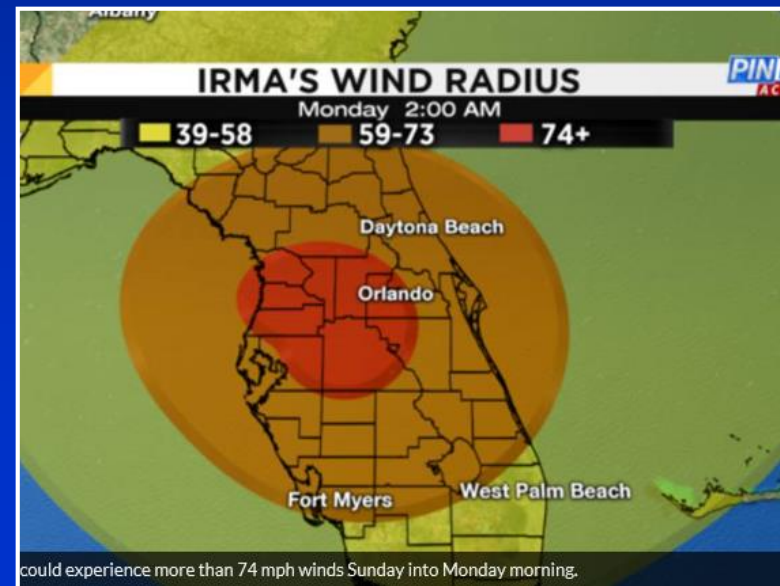 Albany
IRMA'S WIND RADIUS
Monday 2:00 AM
39-58 59-73 74+
Daytona Beach
Orlando
Fort Myers
West Palm Beach
could experience more than 74 mph winds Sunday into Monday morning.